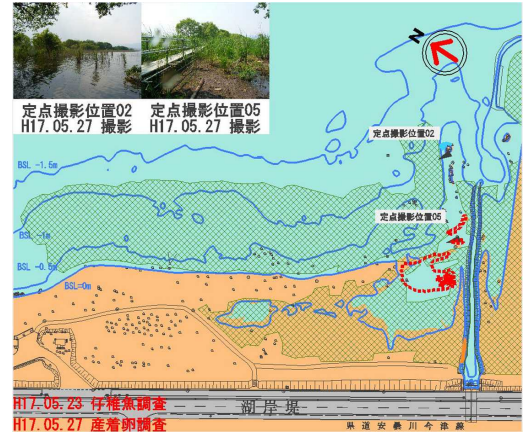 定点撮影位置02
H17.05.27 撮影
定点撮影位置05
H17.05.27 撮影
N
定点撮影位置02
BSL -1.5m
定点撮影位置05
BSL -1m
BSL -0.5m
BSL=0m
H17.05.23 仔稚魚調査
湖岸堤
H17.05.27 産着卵調査
県道安曇川今津線